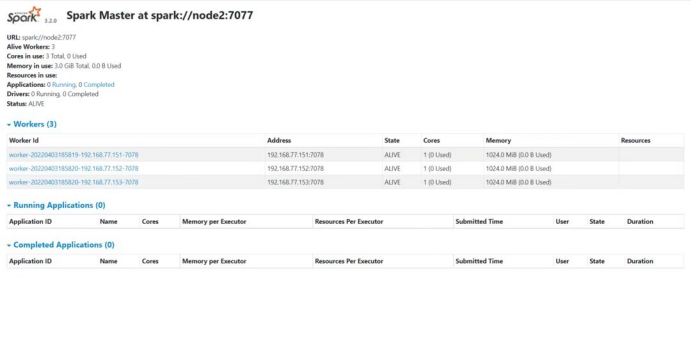 APACHE Spark 3.2.0 Spark Master at spark://node2:7077
URL: spark://node2:7077
Alive Workers: 3
Cores in use: 3 Total, 0 Used
Memory in use: 3.0 GiB Total, 0.0 B Used
Resources in use:
Applications: 0 Running, 0 Completed
Drivers: 0 Running, 0 Completed
Status: ALIVE
Workers (3)
Worker Id Address State Cores Memory Resources
worker-20220403185819-192.168.77.151-7078 192.168.77.151:7078 ALIVE 1 (0 Used) 1024.0 MiB (0.0 B Used)
worker-20220403185820-192.168.77.152-7078 192.168.77.152:7078 ALIVE 1 (0 Used) 1024.0 MiB (0.0 B Used)
worker-20220403185820-192.168.77.153-7078 192.168.77.153:7078 ALIVE 1 (0 Used) 1024.0 MiB (0.0 B Used)
Running Applications (0)
Application ID Name Cores Memory per Executor Resources Per Executor Submitted Time User State Duration
Completed Applications (0)
Application ID Name Cores Memory per Executor Resources Per Executor Submitted Time User State Duration